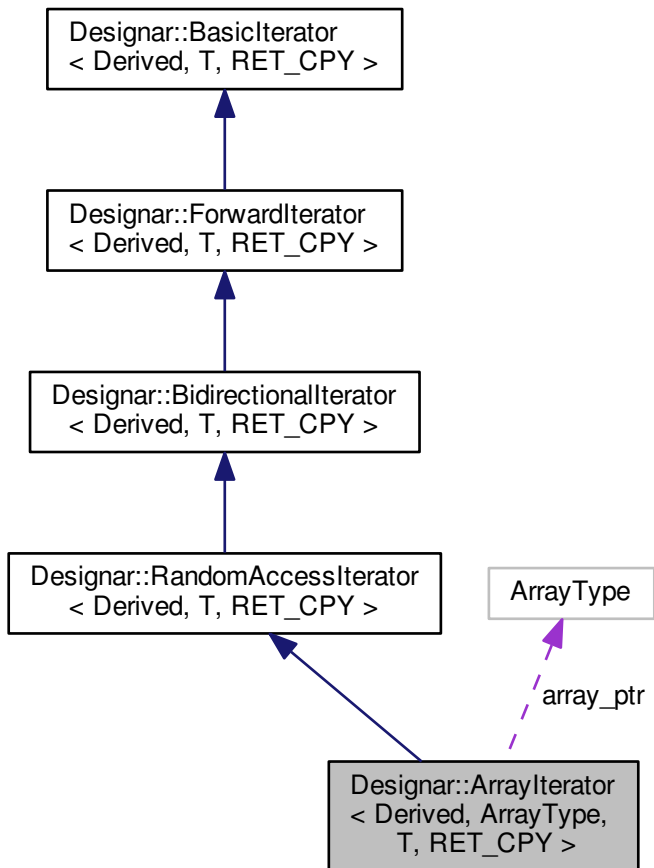 Designar::BasicIterator
< Derived, T, RET_CPY >
Designar::ForwardIterator
< Derived, T, RET_CPY >
Designar::BidirectionalIterator
< Derived, T, RET_CPY >
Designar::RandomAccessIterator
< Derived, T, RET_CPY >
ArrayType
array_ptr
Designar::ArrayIterator
< Derived, ArrayType,
T, RET_CPY >